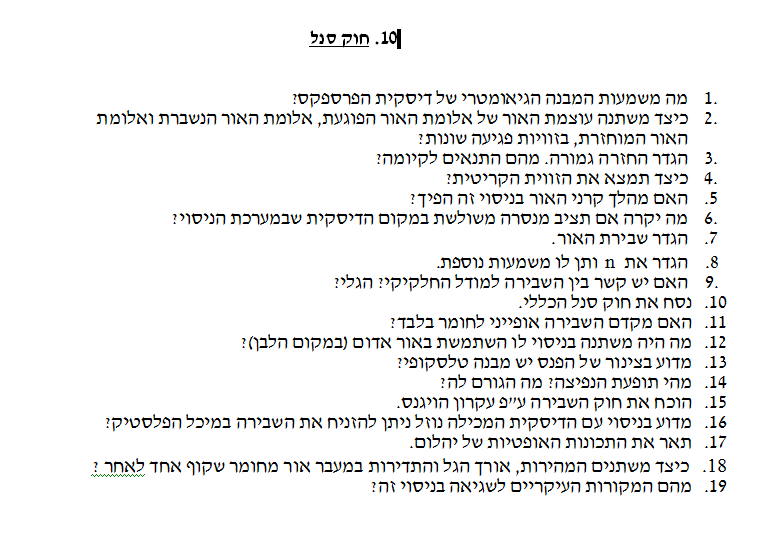 10. חוק סנל
1. מה משמעות המבנה הגיאומטרי של דיסקית הפרספקס?
2. כיצד משתנה עוצמת האור של אלומת האור הפוגעת, אלומת האור הנשברת ואלומת
האור המוחזרת, בזוויות פגיעה שונות?
3. הגדר החזרה גמורה. מהם התנאים לקיומה?
4. כיצד תמצא את הזווית הקריטית?
5. האם מהלך קרני האור בניסוי זה הפיך?
6. מה יקרה אם תציב מנסרה משולשת במקום הדיסקית שבמערכת הניסוי?
7. הגדר שבירת האור.
8. הגדר את n ותן לו משמעות נוספת.
9. האם יש קשר בין השבירה למודל החלקיקי? הגלי?
10. נסח את חוק סנל הכללי.
11. האם מקדם השבירה אופייני לחומר בלבד?
12. מה היה משתנה בניסוי לו השתמשת באור אדום (במקום הלבן)?
13. מדוע בצינור של הפנס יש מבנה טלסקופי?
14. מהי תופעת הנפיצה? מה הגורם לה?
15. הוכח את חוק השבירה ע"פ עקרון הויגנס.
16. מדוע בניסוי עם הדיסקית המכילה נוזל ניתן להזניח את השבירה במיכל הפלסטיק?
17. תאר את התכונות האופטיות של יהלום.
18. כיצד משתנים המהירות, אורך הגל והתדירות במעבר אור מחומר שקוף אחד לאחר ?
19. מהם המקורות העיקריים לשגיאה בניסוי זה?